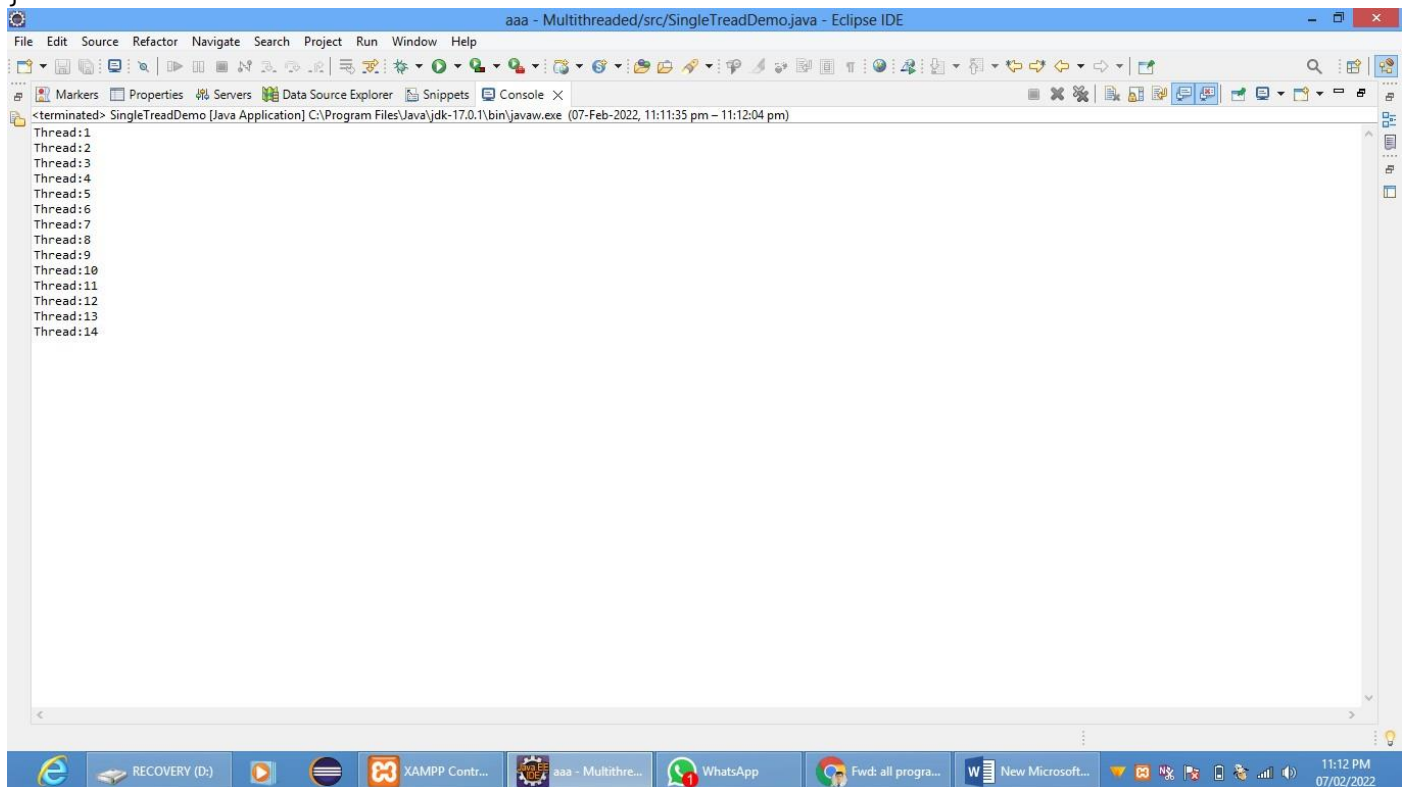 }
aaa - Multithreaded/src/SingleTreadDemo.java - Eclipse IDE
File Edit Source Refactor Navigate Search Project Run Window Help
Markers Properties Servers Data Source Explorer Snippets Console
<terminated> SingleTreadDemo [Java Application] C:\Program Files\Java\jdk-17.0.1\bin\javaw.exe (07-Feb-2022, 11:11:35 pm – 11:12:04 pm)
Thread:1
Thread:2
Thread:3
Thread:4
Thread:5
Thread:6
Thread:7
Thread:8
Thread:9
Thread:10
Thread:11
Thread:12
Thread:13
Thread:14
RECOVERY (D:) XAMPP Contr... aaa - Multithre... WhatsApp Fwd: all progra... New Microsoft... 11:12 PM
07/02/2022